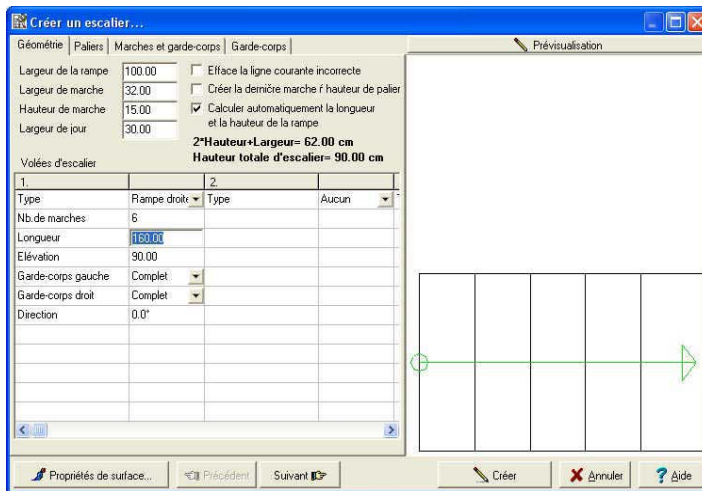 Créer un escalier...
Géométrie Paliers Marches et garde-corps Garde-corps
Prévisualisation
Largeur de la rampe 100.00
Largeur de marche 32.00
Hauteur de marche 15.00
Largeur de jour 30.00
Efface la ligne courante incorrecte
Créer la dernière marche ŕ hauteur de palier
Calculer automatiquement la longueur
et la hauteur de la rampe
2*Hauteur+Largeur= 62.00 cm
Hauteur totale d'escalier= 90.00 cm
Volées d'escalier
1. 2.
Type Rampe droite Type Aucun
Nb.de marches 6
Longueur 160.00
Elévation 90.00
Garde-corps gauche Complet
Garde-corps droit Complet
Direction 0.0°
Propriétés de surface... Précédent Suivant Créer Annuler Aide